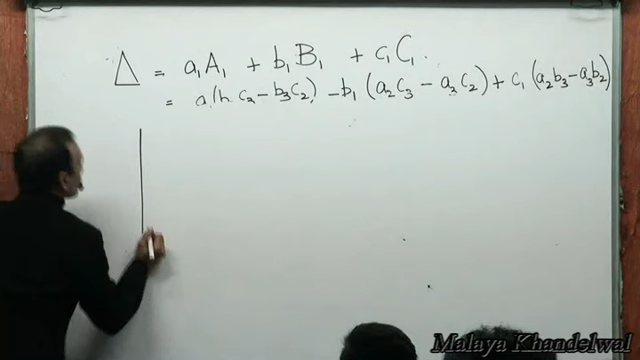 Δ = a₁A₁ + b₁B₁ + c₁C₁.
= a₁(b₂c₃ - b₃c₂) - b₁(a₂c₃ - a₃c₂) + c₁(a₂b₃ - a₃b₂)
Malaya Khandelwal